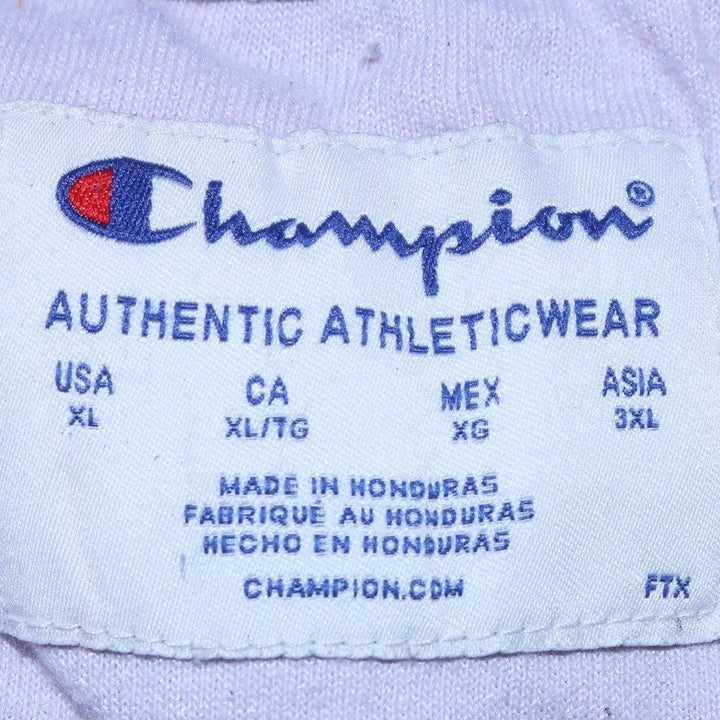 Champion®
AUTHENTIC ATHLETICWEAR
USA CA MEX ASIA
XL XL/TG XG 3XL
MADE IN HONDURAS
FABRIQUÉ AU HONDURAS
HECHO EN HONDURAS
CHAMPION.COM FTX